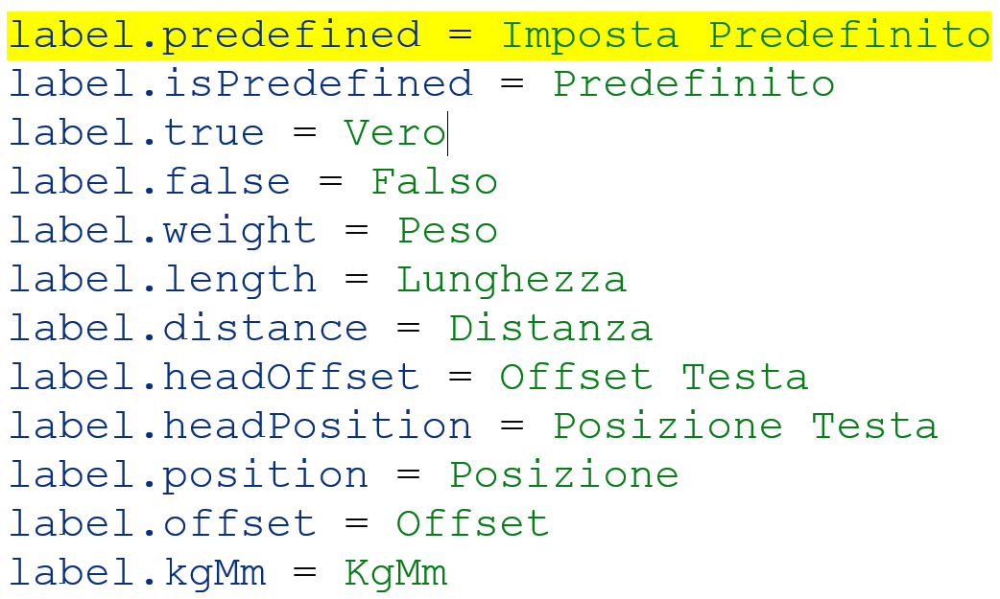 label.predefined = Imposta Predefinito
label.isPredefined = Predefinito
label.true = Vero
label.false = Falso
label.weight = Peso
label.length = Lunghezza
label.distance = Distanza
label.headOffset = Offset Testa
label.headPosition = Posizione Testa
label.position = Posizione
label.offset = Offset
label.kgMm = KgMm